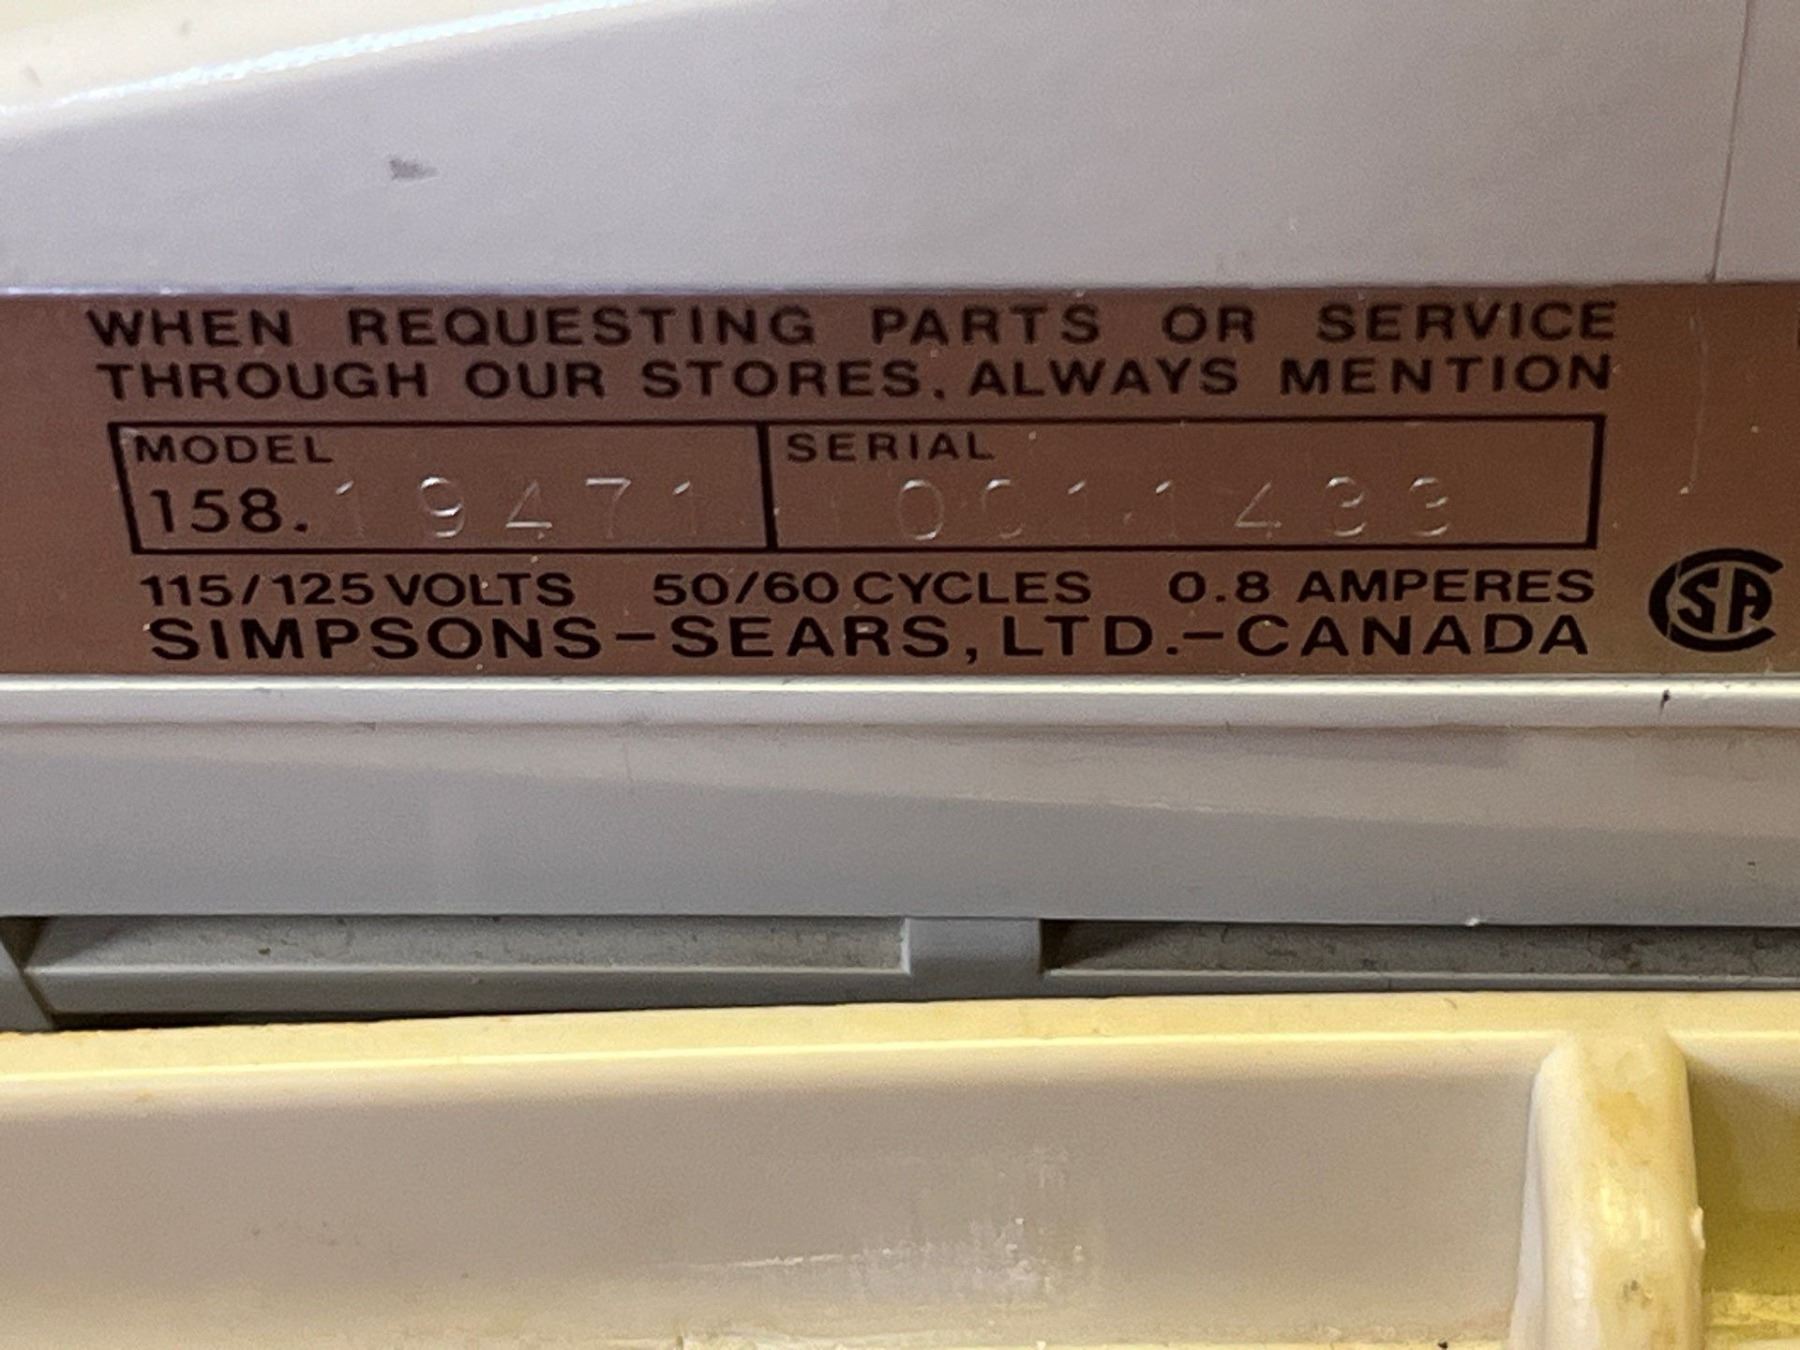 WHEN REQUESTING PARTS OR SERVICE
THROUGH OUR STORES, ALWAYS MENTION
MODEL SERIAL
158.19471 0011433
115/125 VOLTS 50/60 CYCLES 0.8 AMPERES
SIMPSONS-SEARS, LTD.-CANADA
CSA